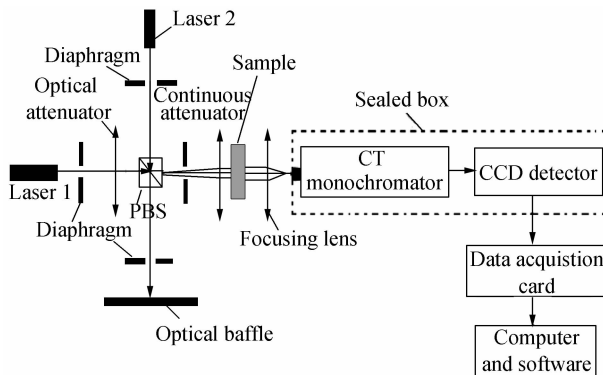 Laser 2
Diaphragm
Sample
Optical
attenuator
Continuous
attenuator
Sealed box
CT
monochromator
CCD detector
Laser 1
PBS
Diaphragm
Focusing lens
Data acquistion
card
Optical baffle
Computer
and software